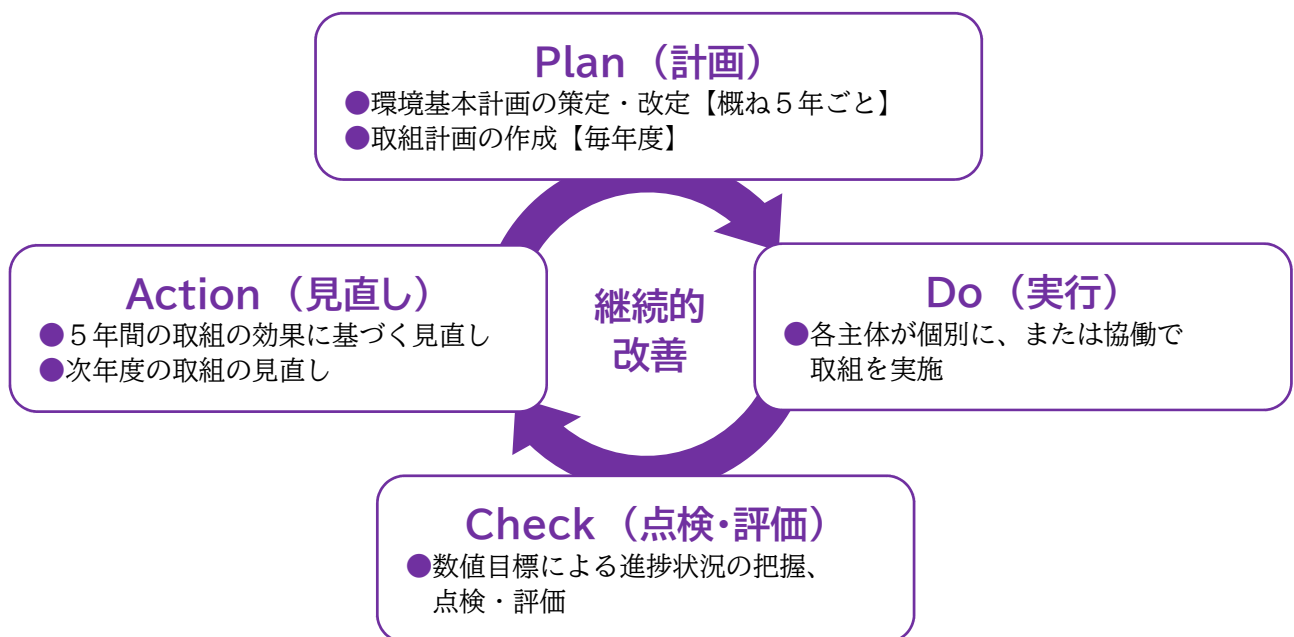 Plan（計画）
●環境基本計画の策定・改定【概ね５年ごと】
●取組計画の作成【毎年度】
Action（見直し）
●５年間の取組の効果に基づく見直し
●次年度の取組の見直し
継続的
改善
Do（実行）
●各主体が個別に、または協働で
取組を実施
Check（点検・評価）
●数値目標による進捗状況の把握、
点検・評価